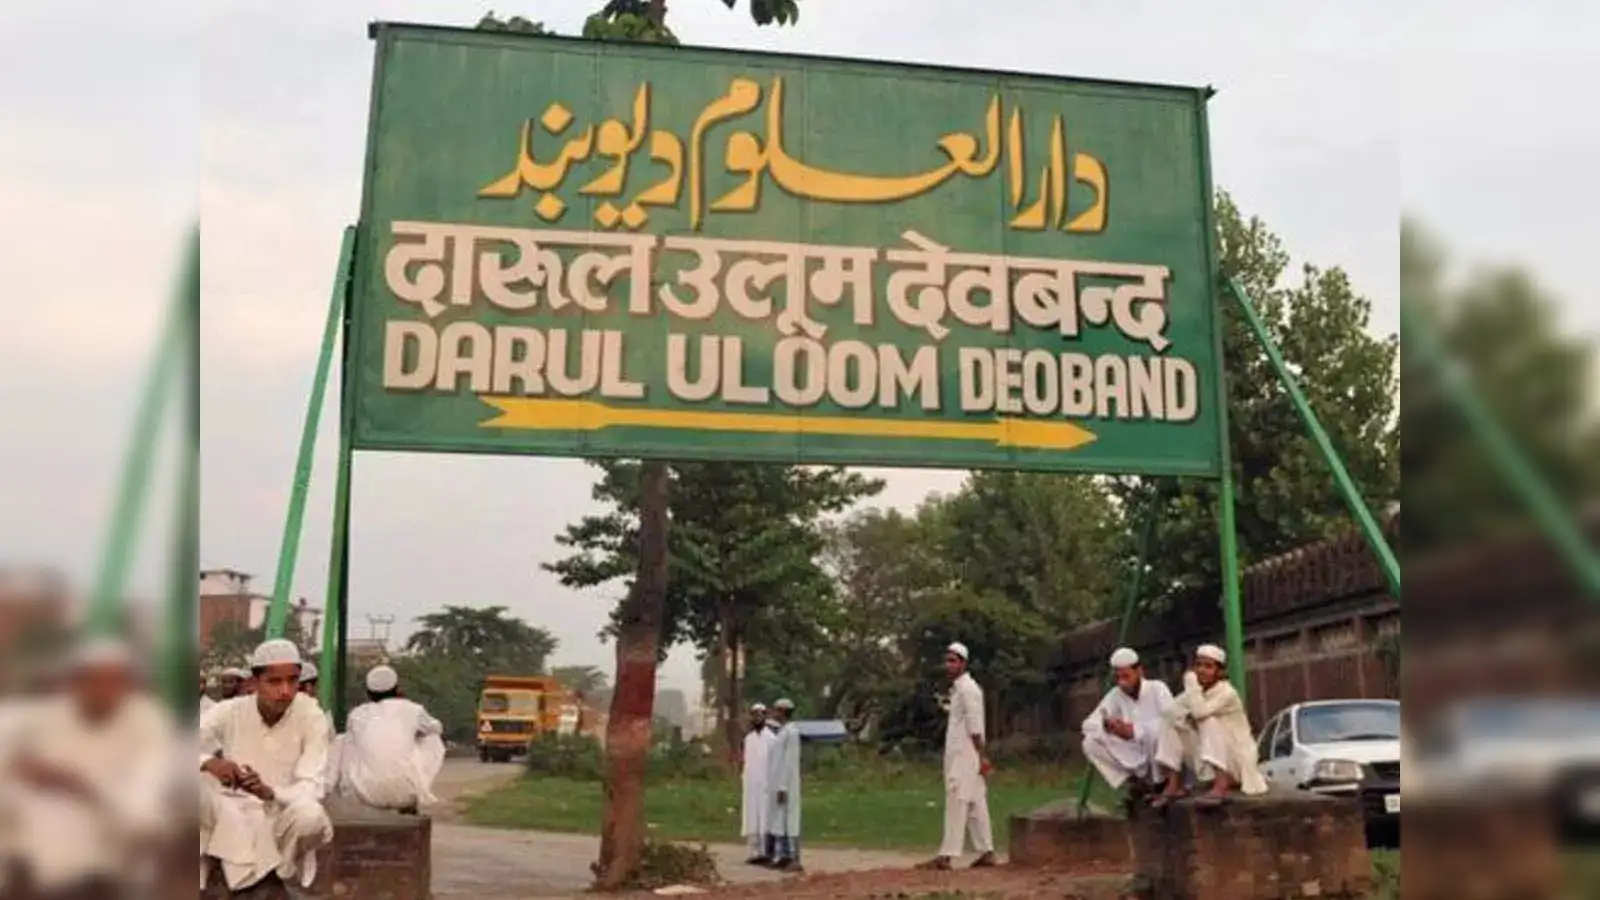 دارالعلوم دیوبند
दारूल उलूम देवबन्द
DARUL ULOOM DEOBAND